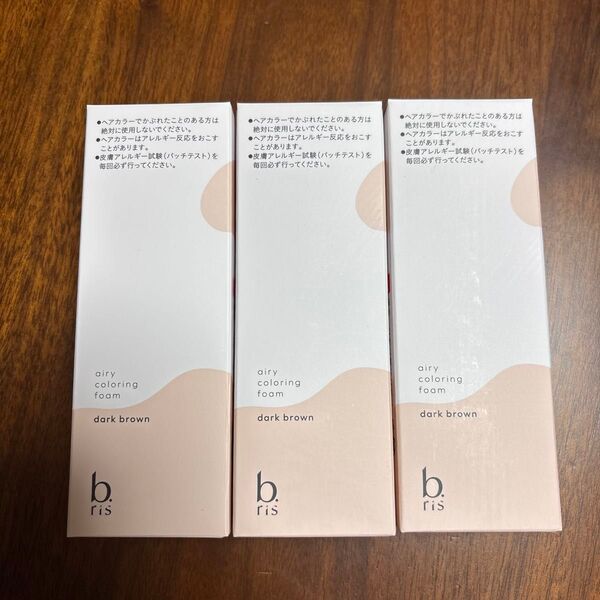 ●ヘアカラーでかぶれたことのある方は
絶対に使用しないでください。
●ヘアカラーはアレルギー反応をおこす
ことがあります。
●皮膚アレルギー試験(パッチテスト)を
毎回必ず行ってください。
airy
coloring
foam
dark brown
b.
ris
●ヘアカラーでかぶれたことのある方は
絶対に使用しないでください。
●ヘアカラーはアレルギー反応をおこす
ことがあります。
●皮膚アレルギー試験(パッチテスト)を
毎回必ず行ってください。
airy
coloring
foam
dark brown
b.
ris
●ヘアカラーでかぶれたことのある方は
絶対に使用しないでください。
●ヘアカラーはアレルギー反応をおこす
ことがあります。
●皮膚アレルギー試験(パッチテスト)を
毎回必ず行ってください。
airy
coloring
foam
dark brown
b.
ris